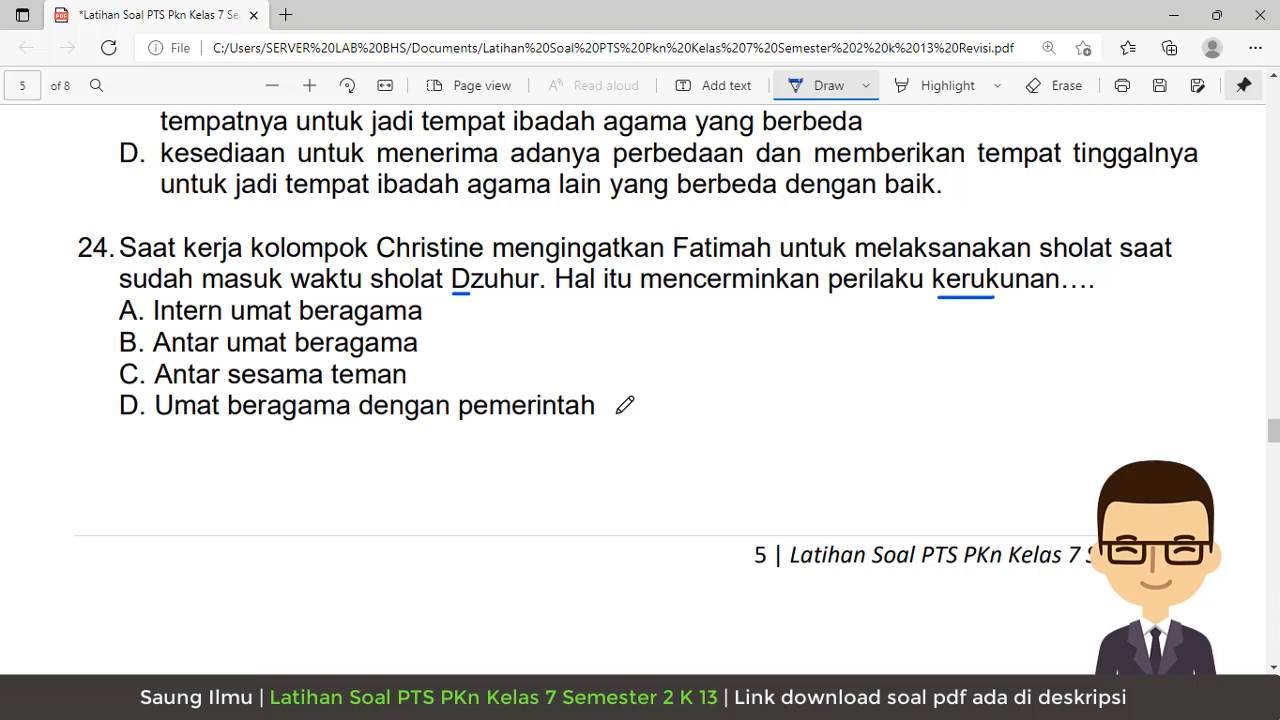 *Latihan Soal PTS Pkn Kelas 7 Se
File C:/Users/SERVER%20LAB%20BHS/Documents/Latihan%20Soal%20PTS%20Pkn%20Kelas%207%20Semester%202%20k%2013%20Revisi.pdf
5 of 8 Page view Read aloud Add text Draw Highlight Erase
tempatnya untuk jadi tempat ibadah agama yang berbeda
D. kesediaan untuk menerima adanya perbedaan dan memberikan tempat tinggalnya
untuk jadi tempat ibadah agama lain yang berbeda dengan baik.
24. Saat kerja kolompok Christine mengingatkan Fatimah untuk melaksanakan sholat saat
sudah masuk waktu sholat Dzuhur. Hal itu mencerminkan perilaku kerukunan....
A. Intern umat beragama
B. Antar umat beragama
C. Antar sesama teman
D. Umat beragama dengan pemerintah
5 | Latihan Soal PTS PKn Kelas 7 S
Saung Ilmu | Latihan Soal PTS PKn Kelas 7 Semester 2 K 13 | Link download soal pdf ada di deskripsi